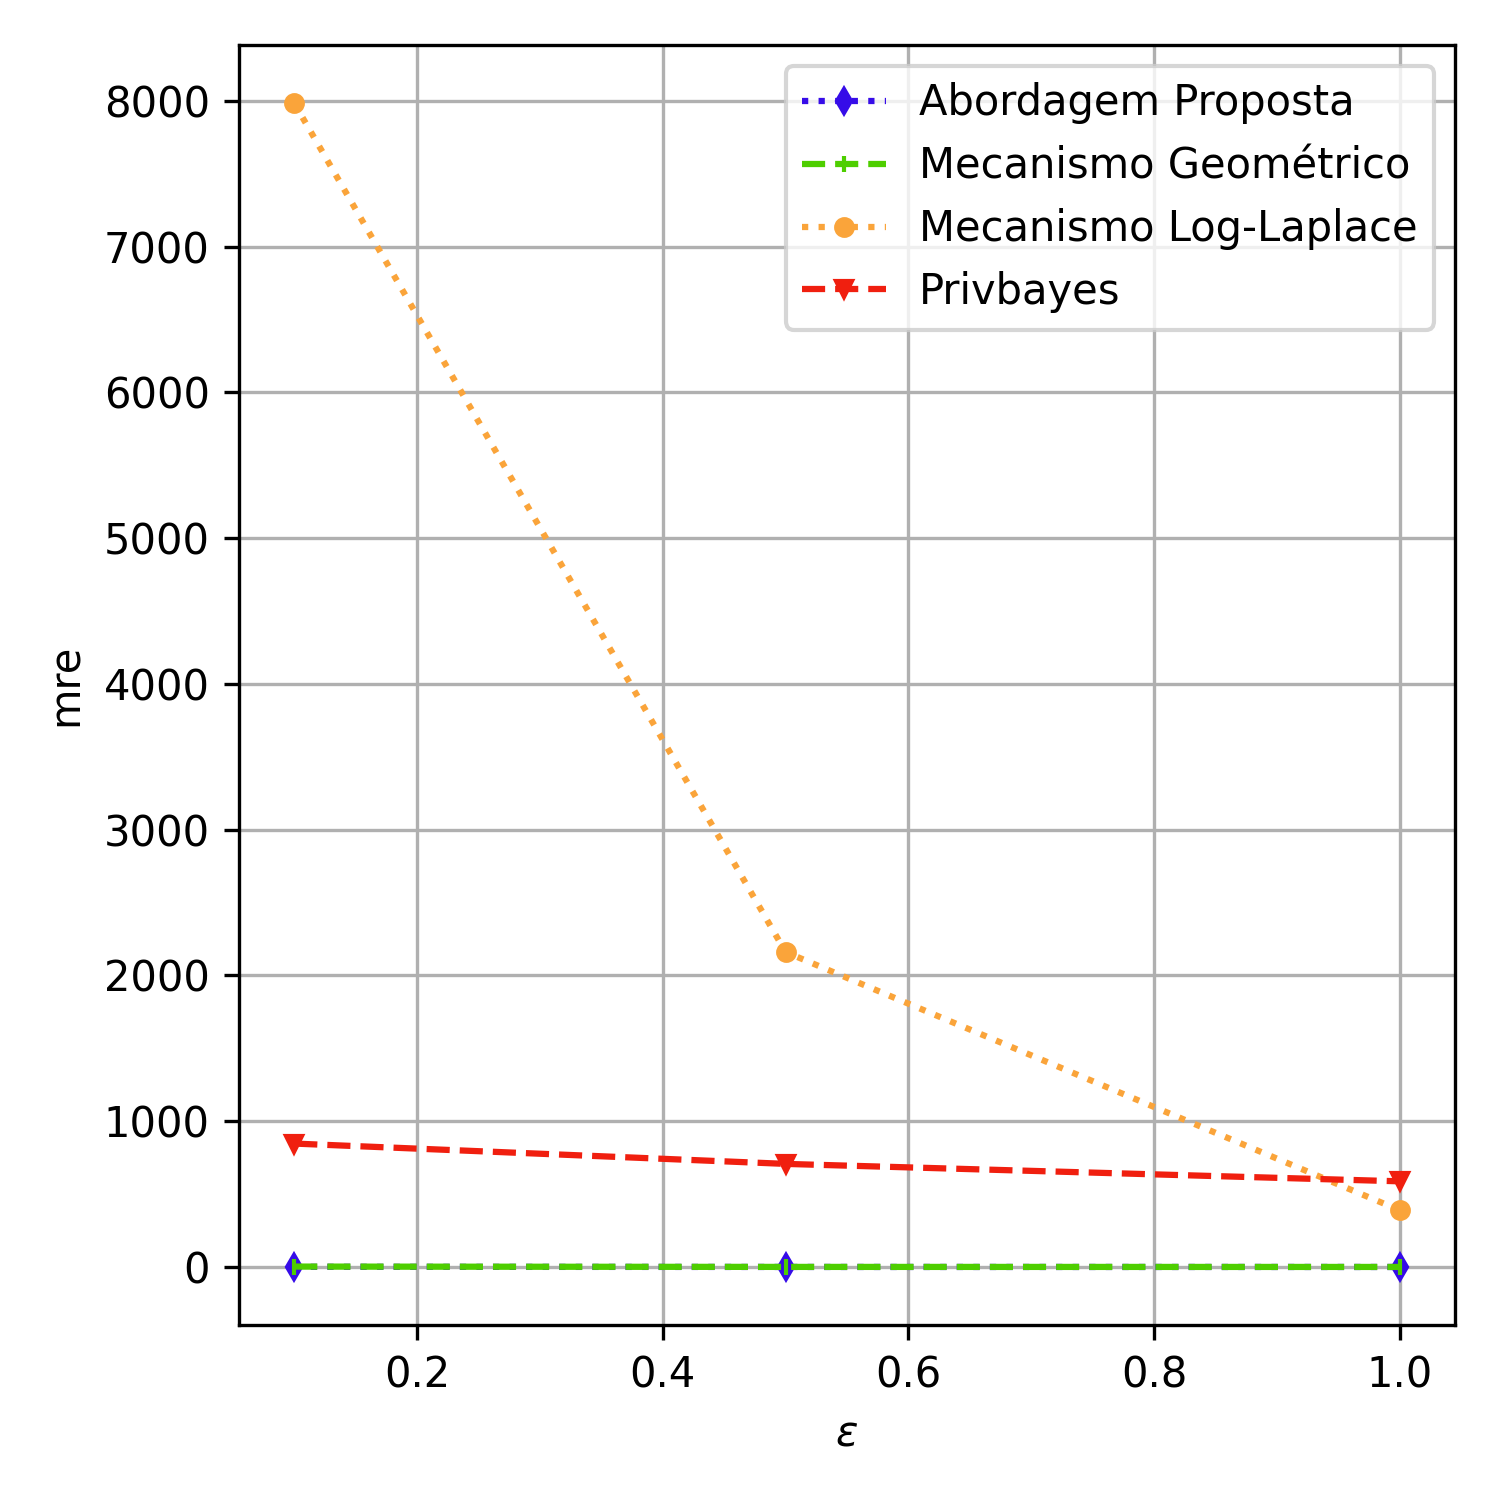 Abordagem Proposta
Mecanismo Geométrico
Mecanismo Log-Laplace
Privbayes
8000
7000
6000
5000
4000
3000
2000
1000
0
mre
0.2
0.4
0.6
0.8
1.0
ε